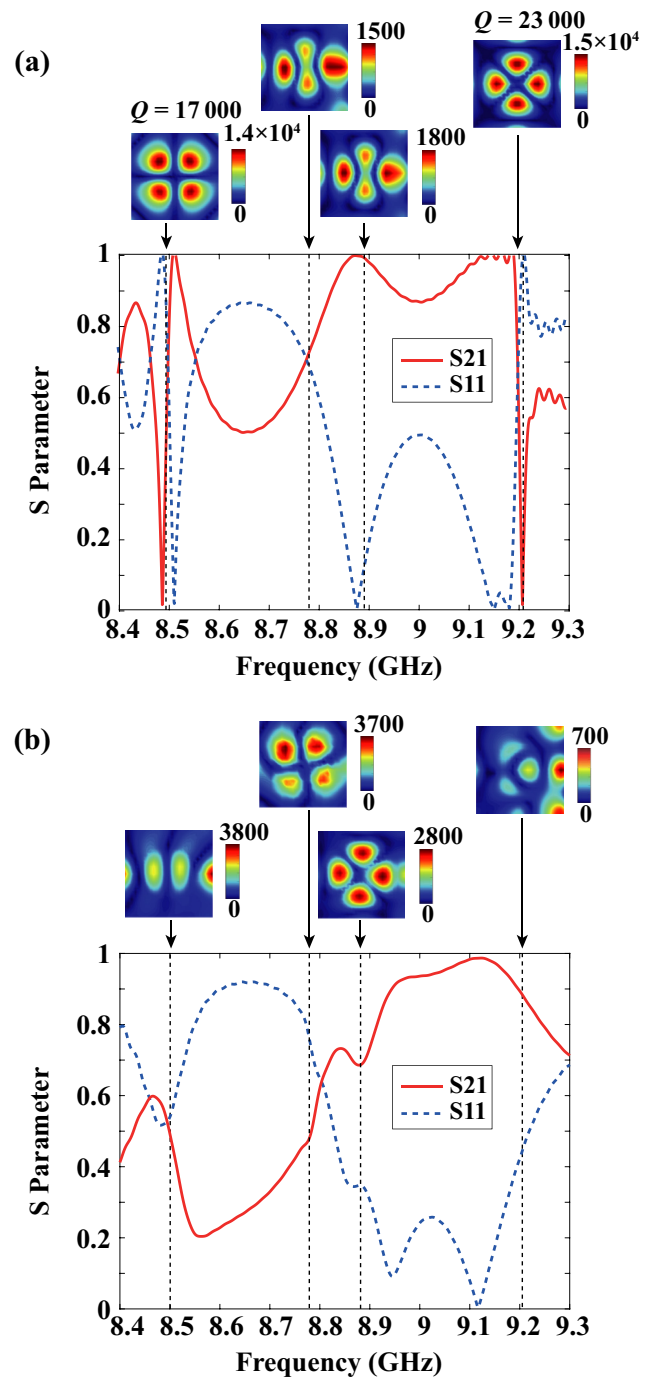 (a)
Q = 17 000
1.4×10⁴
0
1500
0
1800
0
Q = 23 000
1.5×10⁴
0
1
0.8
0.6
0.4
0.2
0
S Parameter
S21
S11
8.4 8.5 8.6 8.7 8.8 8.9 9 9.1 9.2 9.3
Frequency (GHz)
(b)
3800
0
3700
0
2800
0
700
0
1
0.8
0.6
0.4
0.2
0
S Parameter
S21
S11
8.4 8.5 8.6 8.7 8.8 8.9 9 9.1 9.2 9.3
Frequency (GHz)